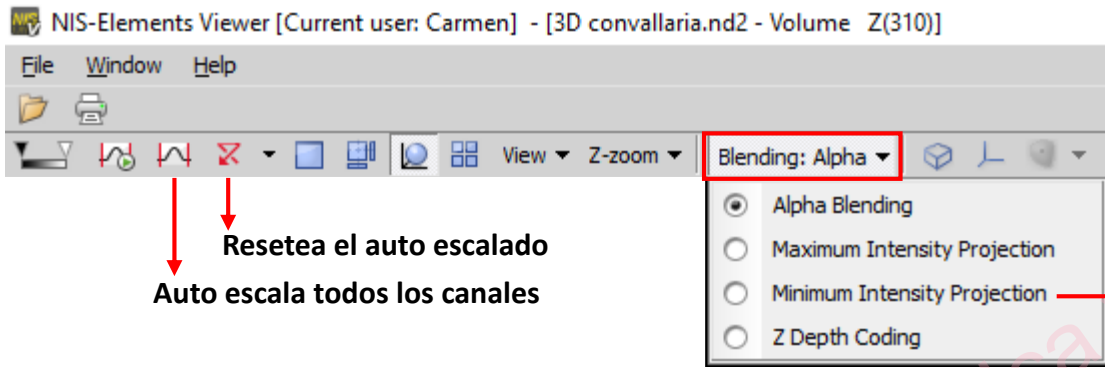 NIS-Elements Viewer [Current user: Carmen] - [3D convallaria.nd2 - Volume Z(310)]
File Window Help
View Z-zoom Blending: Alpha
Alpha Blending
Resetea el auto escalado
Maximum Intensity Projection
Auto escala todos los canales
Minimum Intensity Projection
Z Depth Coding